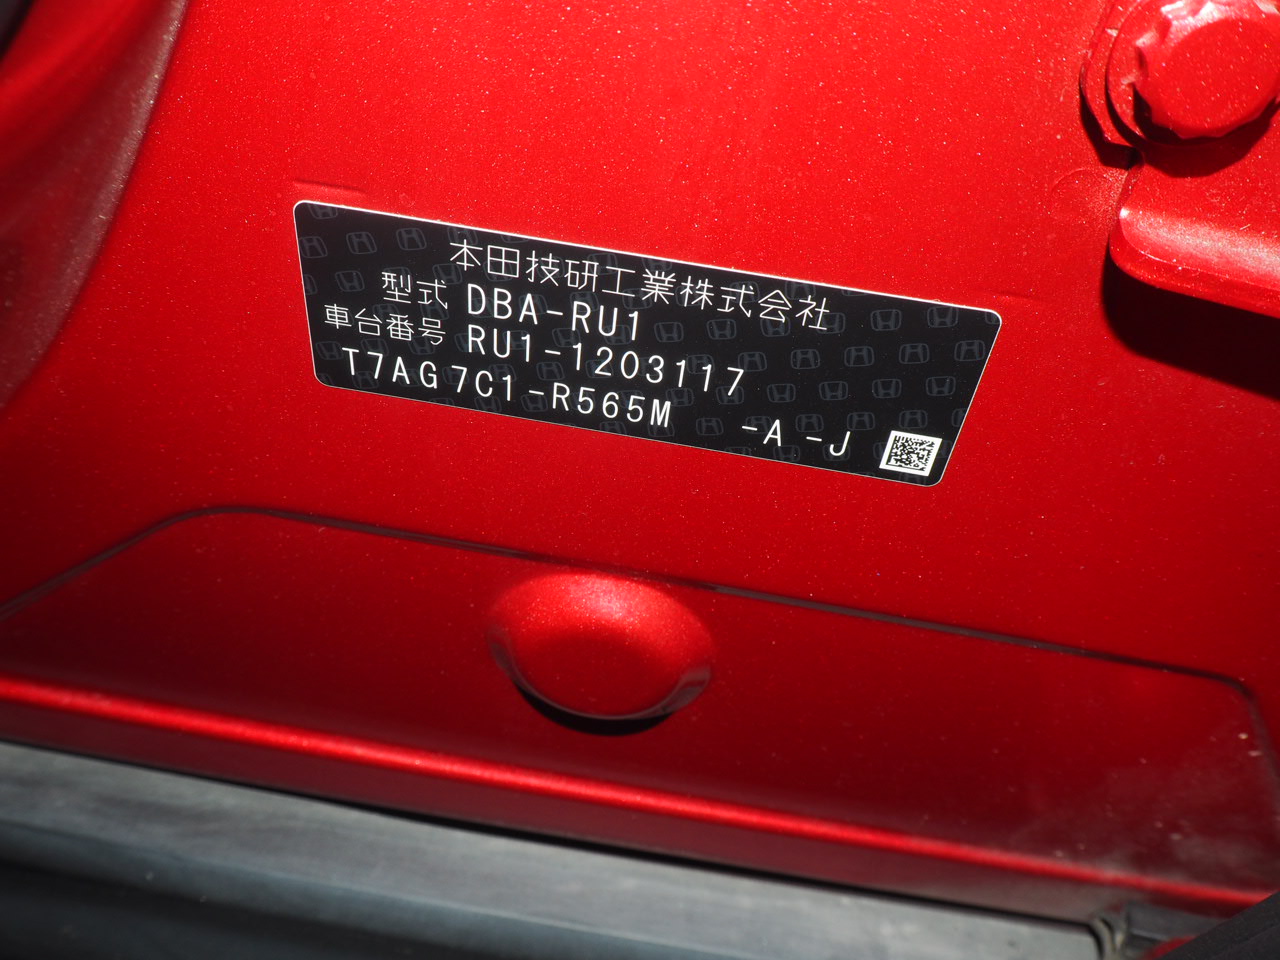 本田技研工業株式会社
型式 DBA-RU1
車台番号 RU1-1203117
T7AG7C1-R565M -A-J